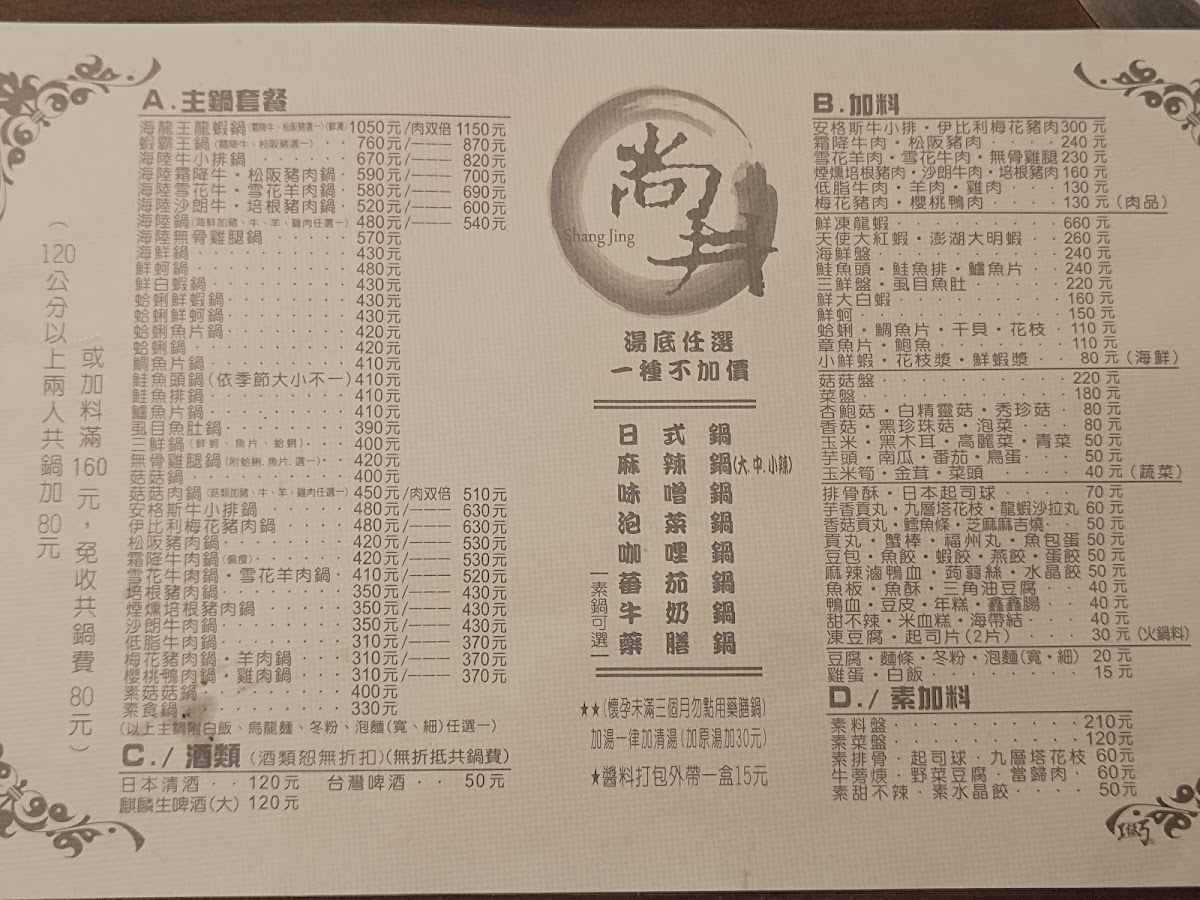 A.主鍋套餐
海龍王龍蝦鍋(霜降牛、松阪豬選一)(鮮凍)1050元/肉双倍 1150元
蝦霸王鍋(霜降牛、松阪豬選一)‥760元/─── 870元
海陸牛小排鍋 ‥‥‥ 670元/─── 820元
海陸霜降牛・松阪豬肉鍋・590元/─── 700元
海陸雪花牛・雪花羊肉鍋・580元/─── 690元
海陸沙朗牛・培根豬肉鍋・520元/─── 600元
海陸鍋(海鮮加豬、牛、羊、雞肉任選一)480元/─── 540元
海陸無骨雞腿鍋 ‥‥‥ 570元
海鮮鍋 ‥‥‥ 430元
鮮蚵鍋 ‥‥‥ 480元
鮮白蝦鍋 ‥‥‥ 430元
蛤蜊鮮蝦鍋 ‥‥‥ 430元
蛤蜊鮮蚵鍋 ‥‥‥ 430元
蛤蜊魚片鍋 ‥‥‥ 420元
蛤蜊鍋 ‥‥‥ 420元
鯛魚片鍋 ‥‥‥ 410元
鮭魚頭鍋(依季節大小不一)410元
鮭魚排鍋 ‥‥‥ 410元
鱸魚片鍋 ‥‥‥ 410元
虱目魚肚鍋 ‥‥‥ 390元
三鮮鍋(鮮蚵、魚片、蛤蜊)‥‥ 400元
無骨雞腿鍋(附蛤蜊.魚片.選一)‥ 420元
菇菇鍋 ‥‥‥ 400元
菇菇肉鍋(菇類加豬、牛、羊、雞肉任選一)450元/肉双倍 510元
安格斯牛小排鍋 ‥‥ 480元/─── 630元
伊比利梅花豬肉鍋 ‥‥ 480元/─── 630元
松阪豬肉鍋 ‥‥‥ 420元/─── 530元
霜降牛肉鍋(偏瘦)‥‥ 420元/─── 530元
雪花牛肉鍋・雪花羊肉鍋・410元/─── 520元
培根豬肉鍋 ‥‥‥ 350元/─── 430元
煙燻培根豬肉鍋 ‥‥ 350元/─── 430元
沙朗牛肉鍋 ‥‥‥ 350元/─── 430元
低脂牛肉鍋 ‥‥‥ 310元/─── 370元
梅花豬肉鍋・羊肉鍋 ‥‥ 310元/─── 370元
櫻桃鴨肉鍋・雞肉鍋 ‥‥ 310元/─── 370元
素菇菇鍋 ‥‥‥ 400元
素食鍋 ‥‥‥ 330元
(以上主鍋附白飯、烏龍麵、冬粉、泡麵(寬、細)任選一)
C./ 酒類 (酒類恕無折扣)(無折抵共鍋費)
日本清酒 ‥ 120元 台灣啤酒 ‥ 50元
麒麟生啤酒(大) 120元
(120公分以上兩人共鍋加80元
或加料滿160元，免收共鍋費80元)
尚井
Shang Jing
湯底任選
一種不加價
日式鍋
麻辣鍋(大.中.小辣)
味噌鍋
泡菜鍋
咖哩鍋
蕃茄鍋
牛奶鍋
藥膳鍋
│素鍋可選│
★★(懷孕未滿三個月勿點用藥膳鍋)
加湯一律加清湯(加原湯加30元)
★醬料打包外帶一盒15元
B.加料
安格斯牛小排・伊比利梅花豬肉300元
霜降牛肉・松阪豬肉 ‥‥ 240元
雪花羊肉・雪花牛肉・無骨雞腿230元
煙燻培根豬肉・沙朗牛肉・培根豬肉160元
低脂牛肉・羊肉・雞肉 ‥‥ 130元
梅花豬肉・櫻桃鴨肉 ‥‥ 130元(肉品)
鮮凍龍蝦 ‥‥‥ 660元
天使大紅蝦・澎湖大明蝦 ‥ 260元
海鮮盤 ‥‥‥ 240元
鮭魚頭・鮭魚排・鱸魚片 ‥ 240元
三鮮盤・虱目魚肚 ‥‥ 220元
鮮大白蝦 ‥‥‥ 160元
鮮蚵 ‥‥‥ 150元
蛤蜊・鯛魚片・干貝・花枝・110元
章魚片・鮑魚 ‥‥‥ 110元
小鮮蝦・花枝漿・鮮蝦漿 ‥ 80元(海鮮)
菇菇盤 ‥‥‥ 220元
菜盤 ‥‥‥ 180元
杏鮑菇・白精靈菇・秀珍菇・ 80元
香菇・黑珍珠菇・泡菜 ‥‥ 80元
玉米・黑木耳・高麗菜・青菜 50元
芋頭・南瓜・番茄・鳥蛋 ‥ 50元
玉米筍・金茸・菜頭 ‥‥ 40元(蔬菜)
排骨酥・日本起司球 ‥‥ 70元
芋香貢丸・九層塔花枝・龍蝦沙拉丸 60元
香菇貢丸・鱈魚條・芝麻麻吉燒‥ 50元
貢丸・蟹棒・福州丸・魚包蛋 50元
豆包・魚餃・蝦餃・燕餃・蛋餃 50元
麻辣滷鴨血・蒟蒻絲・水晶餃 50元
魚板・魚酥・三角油豆腐 ‥ 40元
鴨血・豆皮・年糕・鑫鑫腸 ‥ 40元
甜不辣・米血糕・海帶結 ‥ 40元
凍豆腐・起司片(2片) ‥‥ 30元(火鍋料)
豆腐・麵條・冬粉・泡麵(寬・細) 20元
雞蛋・白飯 ‥‥‥ 15元
D./ 素加料
素料盤 ‥‥‥ 210元
素菜盤 ‥‥‥ 120元
素排骨・起司球・九層塔花枝 60元
牛蒡㷫・野菜豆腐・當歸肉・ 60元
素甜不辣・素水晶餃 ‥‥ 50元